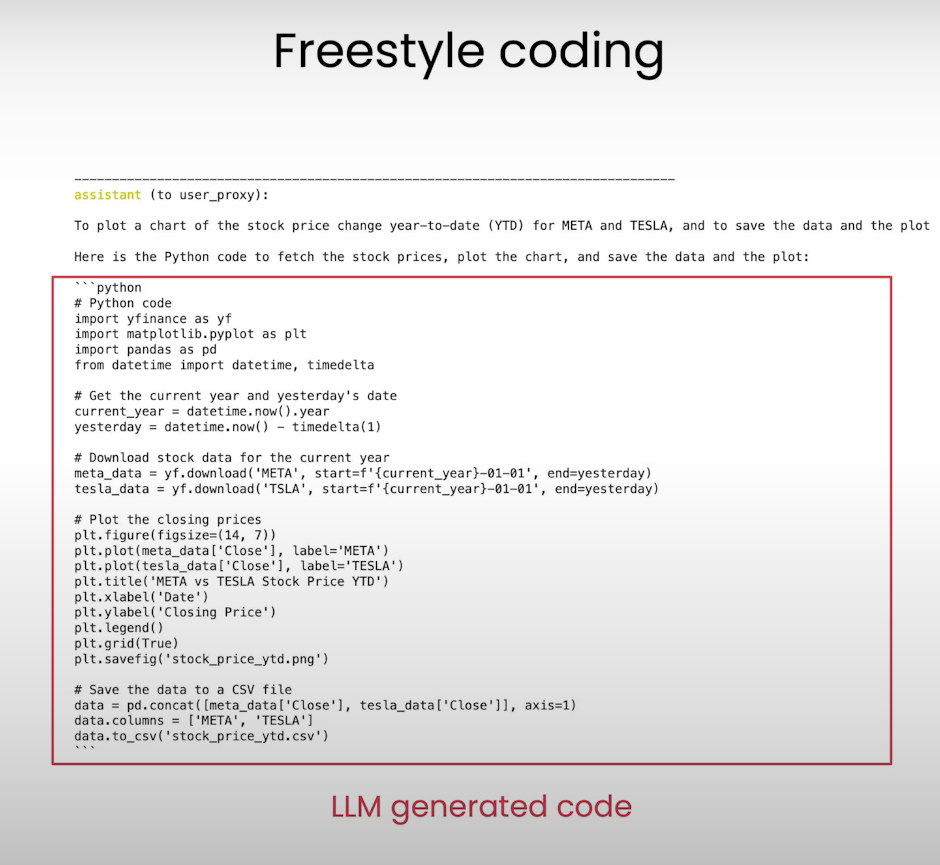 Freestyle coding
--------------------------------------------------------------------------------
assistant (to user_proxy):
To plot a chart of the stock price change year-to-date (YTD) for META and TESLA, and to save the data and the plot
Here is the Python code to fetch the stock prices, plot the chart, and save the data and the plot:
```python
# Python code
import yfinance as yf
import matplotlib.pyplot as plt
import pandas as pd
from datetime import datetime, timedelta
# Get the current year and yesterday's date
current_year = datetime.now().year
yesterday = datetime.now() - timedelta(1)
# Download stock data for the current year
meta_data = yf.download('META', start=f'{current_year}-01-01', end=yesterday)
tesla_data = yf.download('TSLA', start=f'{current_year}-01-01', end=yesterday)
# Plot the closing prices
plt.figure(figsize=(14, 7))
plt.plot(meta_data['Close'], label='META')
plt.plot(tesla_data['Close'], label='TESLA')
plt.title('META vs TESLA Stock Price YTD')
plt.xlabel('Date')
plt.ylabel('Closing Price')
plt.legend()
plt.grid(True)
plt.savefig('stock_price_ytd.png')
# Save the data to a CSV file
data = pd.concat([meta_data['Close'], tesla_data['Close']], axis=1)
data.columns = ['META', 'TESLA']
data.to_csv('stock_price_ytd.csv')
```
LLM generated code